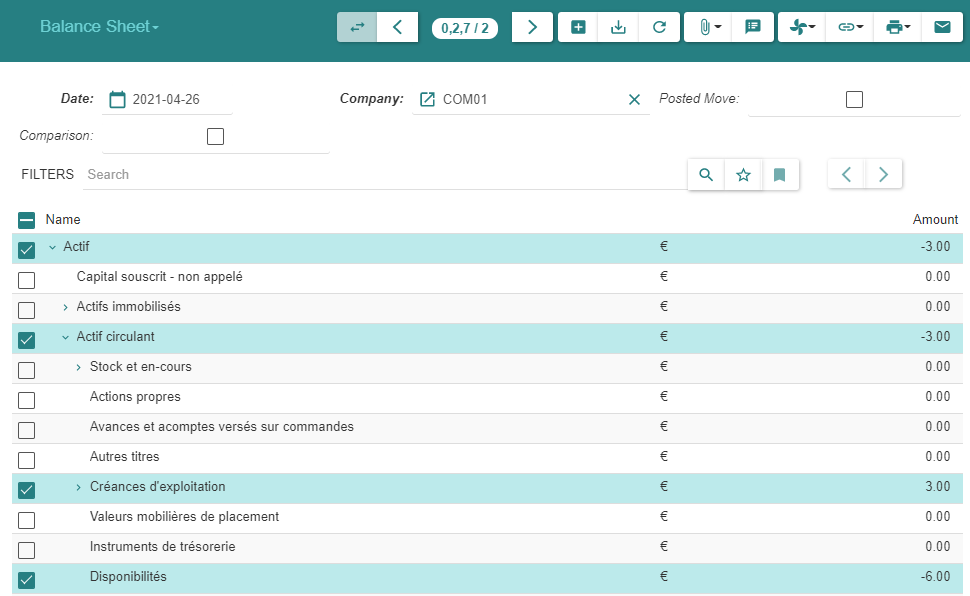 Balance Sheet
0,2,7 / 2
Date: 2021-04-26 Company: COM01 Posted Move:
Comparison:
FILTERS Search
Name Amount
Actif € -3.00
Capital souscrit - non appelé € 0.00
Actifs immobilisés € 0.00
Actif circulant € -3.00
Stock et en-cours € 0.00
Actions propres € 0.00
Avances et acomptes versés sur commandes € 0.00
Autres titres € 0.00
Créances d'exploitation € 3.00
Valeurs mobilières de placement € 0.00
Instruments de trésorerie € 0.00
Disponibilités € -6.00